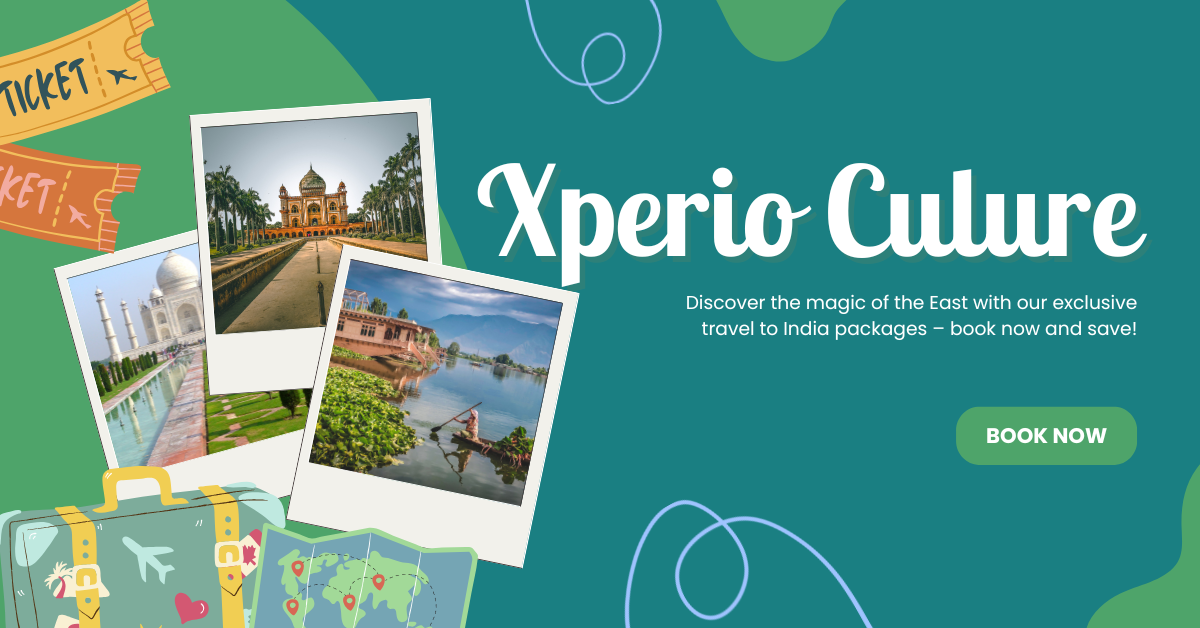 TICKET
KET
Xperio Culure
Discover the magic of the East with our exclusive
travel to India packages – book now and save!
BOOK NOW